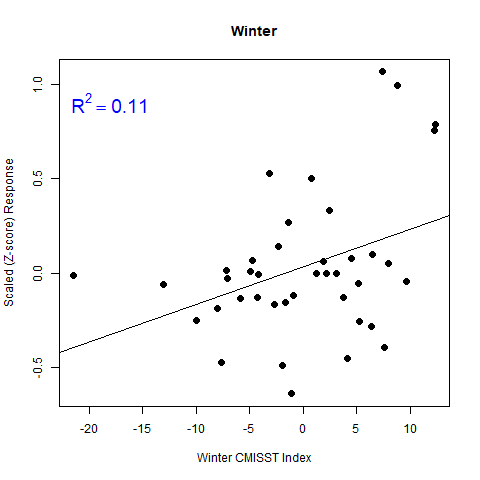 Winter
R² = 0.11
Scaled (Z-score) Response
1.0
0.5
0.0
-0.5
-20 -15 -10 -5 0 5 10
Winter CMISST Index